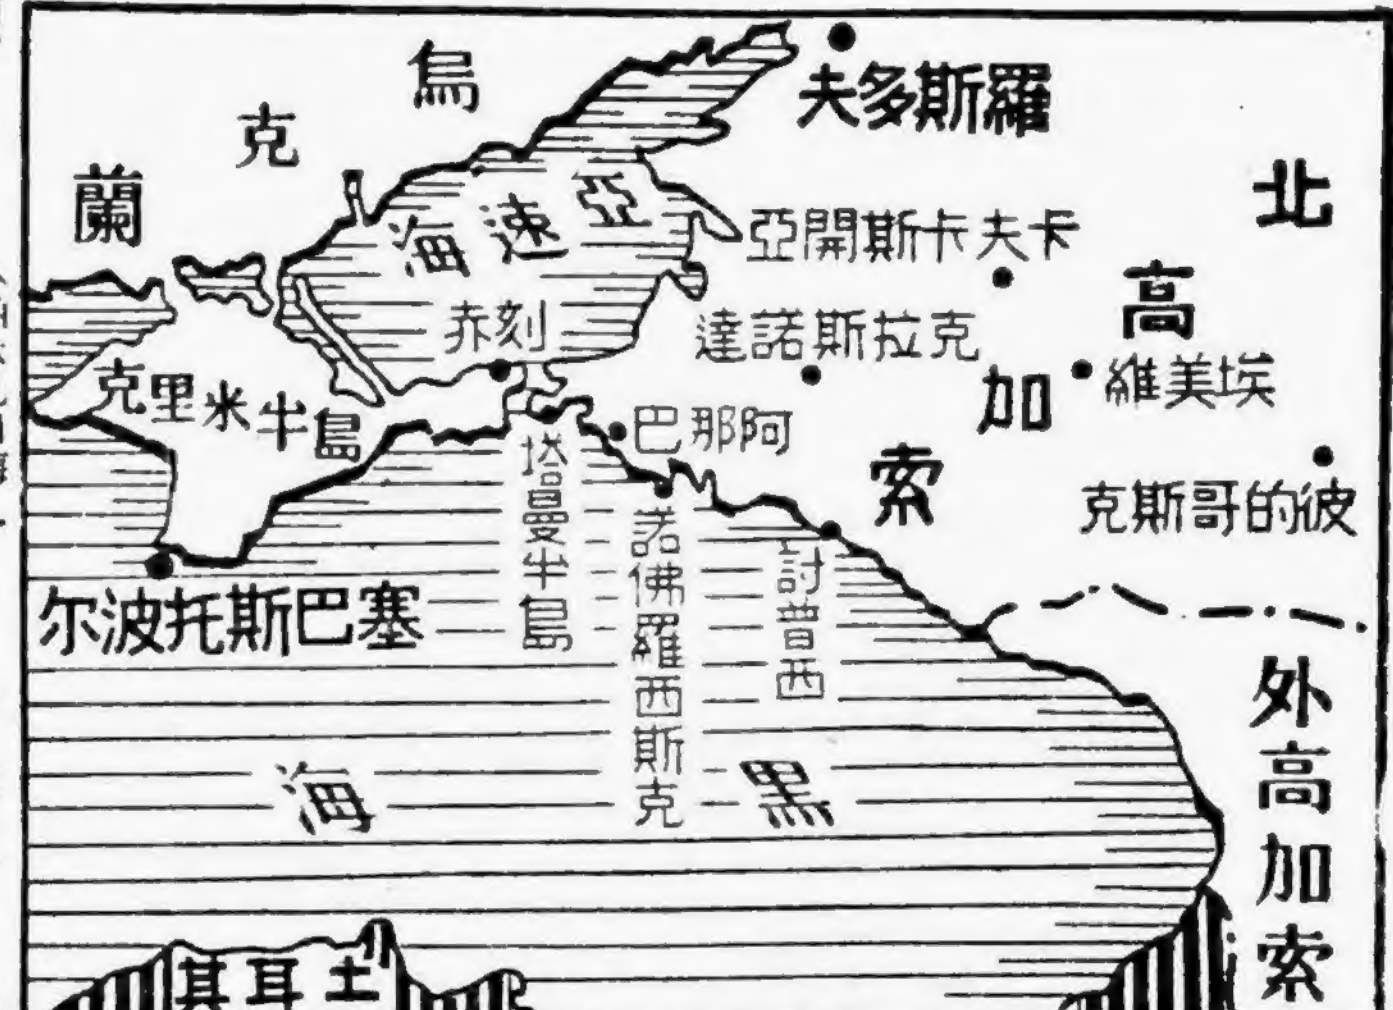 烏克蘭
羅斯多夫
北高加索
亞速海
卡夫卡斯開亞
刻赤
克拉斯諾達
埃美維
克里米半島
阿那巴
彼的哥斯克
塔曼半島
諾佛羅西斯克
討普西
塞巴斯托波尔
黑海
外高加索
土耳其